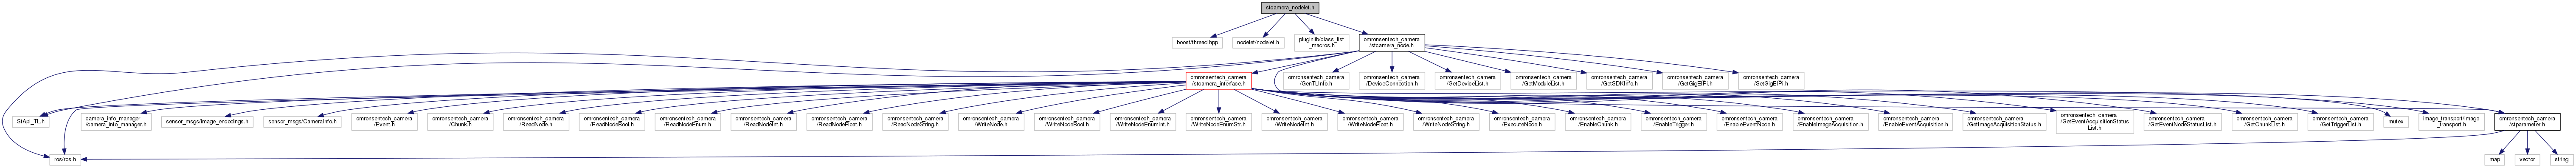 stcamera_nodelet.h
boost/thread.hpp
nodelet/nodelet.h
pluginlib/class_list
_macros.h
omronsentech_camera
/stcamera_node.h
omronsentech_camera
/stcamera_interface.h
omronsentech_camera
/GenTLInfo.h
omronsentech_camera
/DeviceConnection.h
omronsentech_camera
/GetDeviceList.h
omronsentech_camera
/GetModuleList.h
omronsentech_camera
/GetSDKInfo.h
omronsentech_camera
/GetGigEIPi.h
omronsentech_camera
/SetGigEIPi.h
StApi_TL.h
camera_info_manager
/camera_info_manager.h
sensor_msgs/image_encodings.h
sensor_msgs/CameraInfo.h
omronsentech_camera
/Event.h
omronsentech_camera
/Chunk.h
omronsentech_camera
/ReadNode.h
omronsentech_camera
/ReadNodeBool.h
omronsentech_camera
/ReadNodeEnum.h
omronsentech_camera
/ReadNodeInt.h
omronsentech_camera
/ReadNodeFloat.h
omronsentech_camera
/ReadNodeString.h
omronsentech_camera
/WriteNode.h
omronsentech_camera
/WriteNodeBool.h
omronsentech_camera
/WriteNodeEnumInt.h
omronsentech_camera
/WriteNodeEnumStr.h
omronsentech_camera
/WriteNodeInt.h
omronsentech_camera
/WriteNodeFloat.h
omronsentech_camera
/WriteNodeString.h
omronsentech_camera
/ExecuteNode.h
omronsentech_camera
/EnableChunk.h
omronsentech_camera
/EnableTrigger.h
omronsentech_camera
/EnableEventNode.h
omronsentech_camera
/EnableImageAcquisition.h
omronsentech_camera
/EnableEventAcquisition.h
omronsentech_camera
/GetImageAcquisitionStatus.h
omronsentech_camera
/GetEventAcquisitionStatus
List.h
omronsentech_camera
/GetEventNodeStatusList.h
omronsentech_camera
/GetChunkList.h
omronsentech_camera
/GetTriggerList.h
mutex
image_transport/image
_transport.h
omronsentech_camera
/stparameter.h
ros/ros.h
map
vector
string